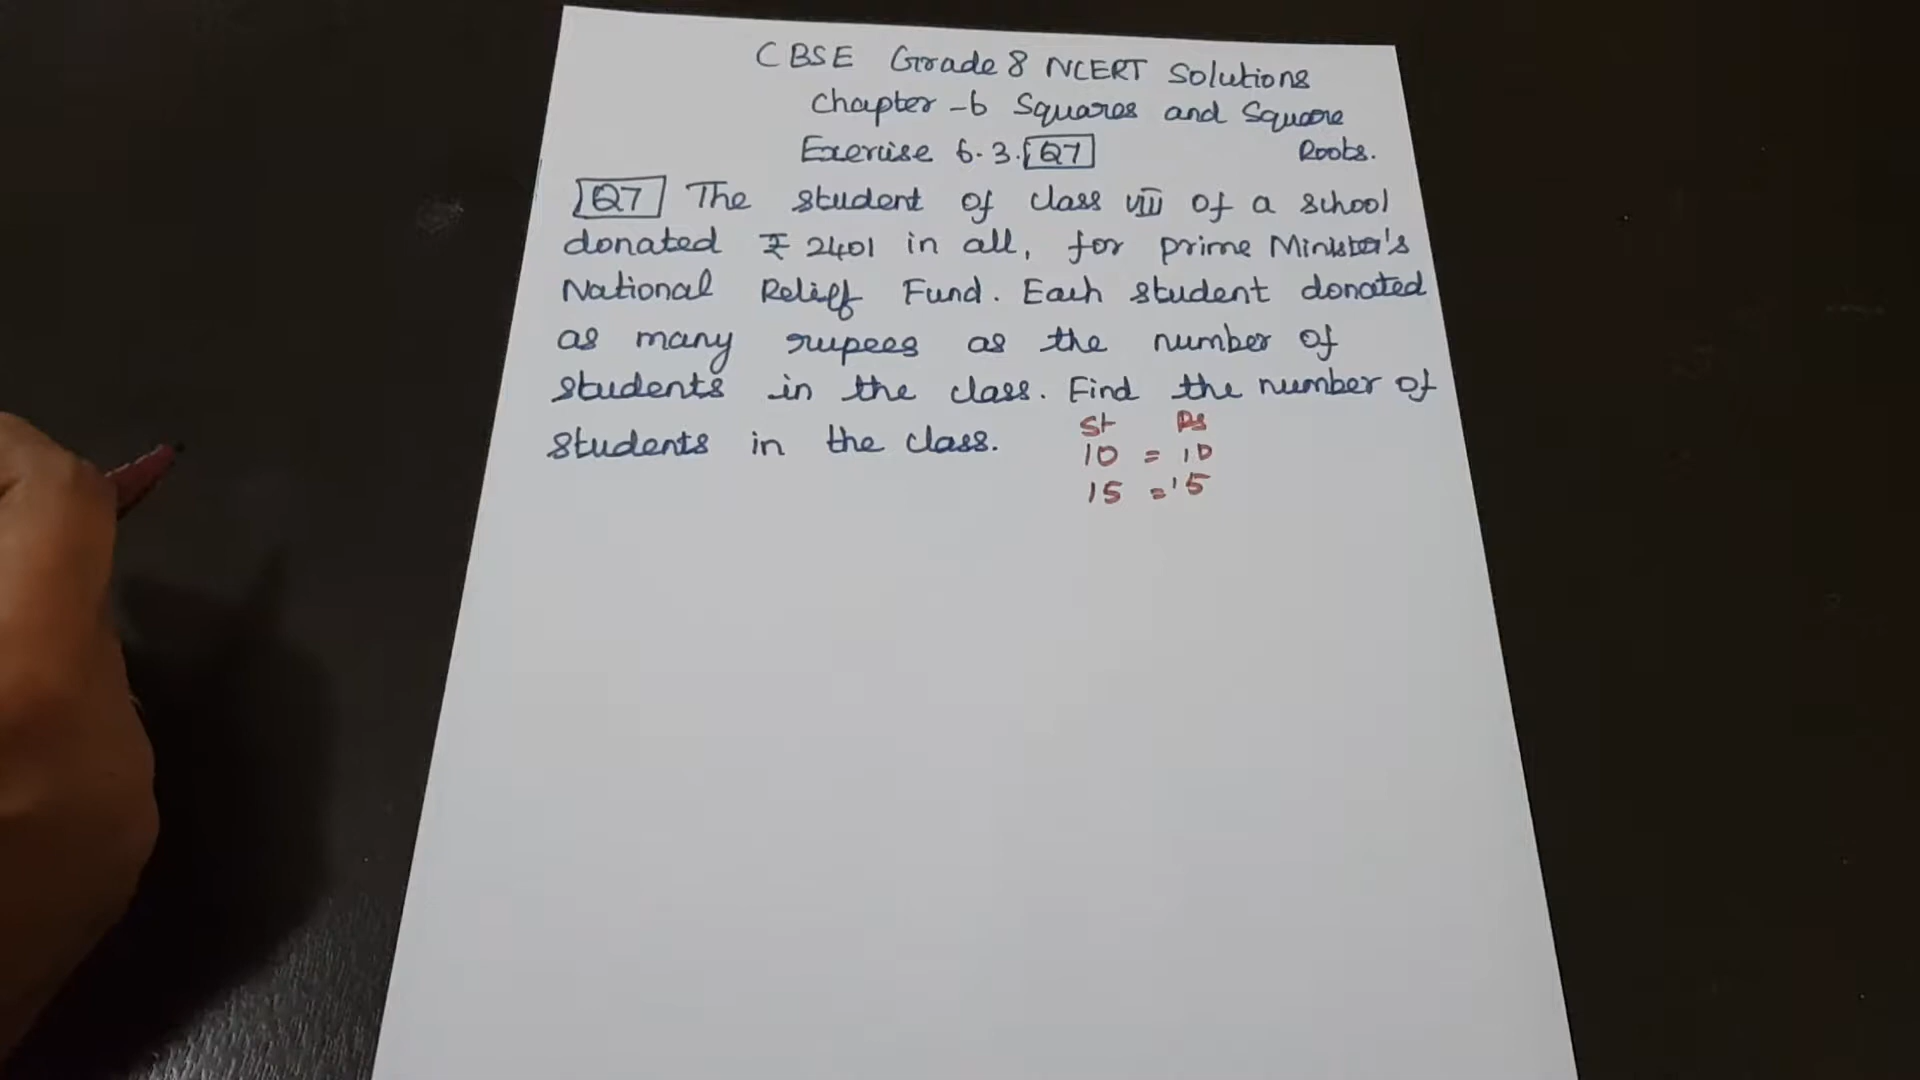 CBSE Grade 8 NCERT Solutions
Chapter-6 Squares and Square
Roots.
Exercise 6.3. Q7
Q7 The student of class VIII of a school
donated ₹ 2401 in all, for prime Minister's
National Reliff Fund. Each student donated
as many rupees as the number of
students in the class. Find the number of
students in the class.
St Rs
10 = 10
15 = 15